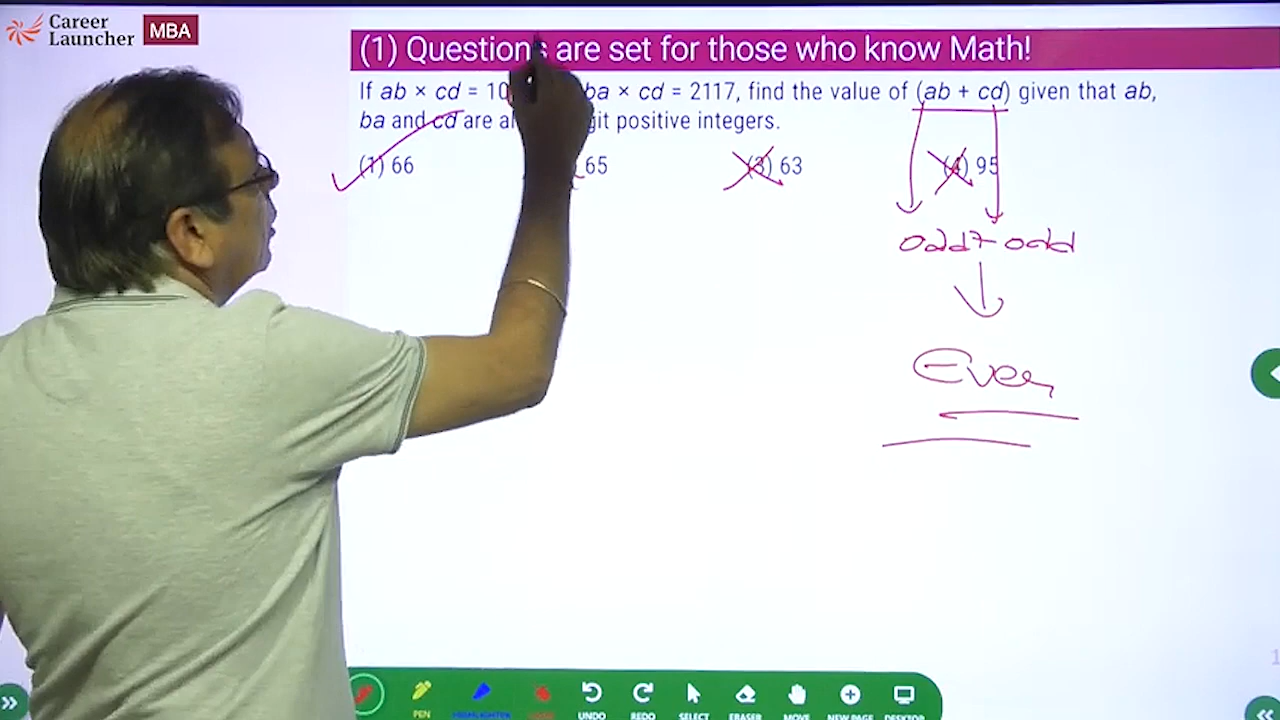 Career
Launcher
MBA
(1) Questions are set for those who know Math!
If ab × cd = 10 ba × cd = 2117, find the value of (ab + cd) given that ab,
ba and cd are git positive integers.
(1) 66 65 (3) 63 (4) 95
odd+ odd
Even
PEN
UNDO
REDO
SELECT
ERASER
MOVE
NEW PAGE
DESKTOP